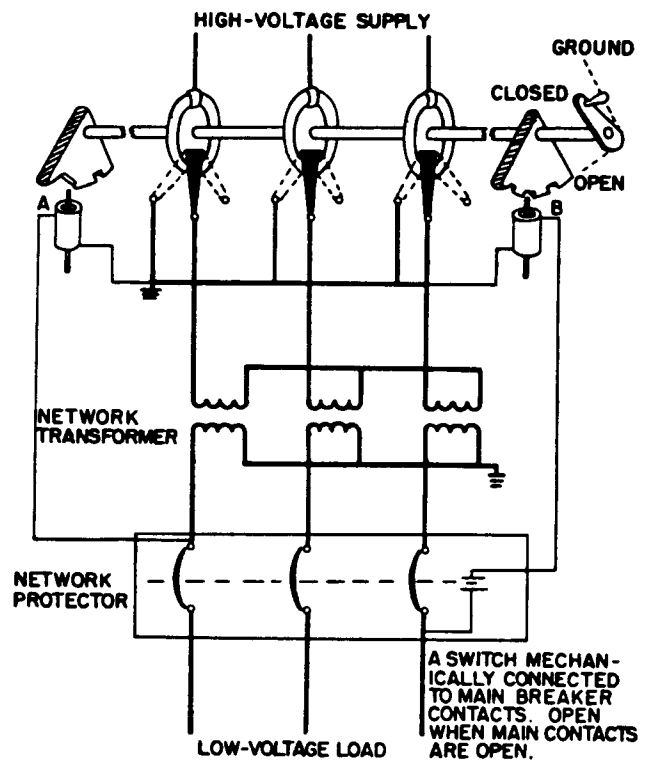 HIGH-VOLTAGE SUPPLY
GROUND
CLOSED
OPEN
A
B
NETWORK
TRANSFORMER
NETWORK
PROTECTOR
A SWITCH MECHAN-
ICALLY CONNECTED
TO MAIN BREAKER
CONTACTS. OPEN
WHEN MAIN CONTACTS
ARE OPEN.
LOW-VOLTAGE LOAD